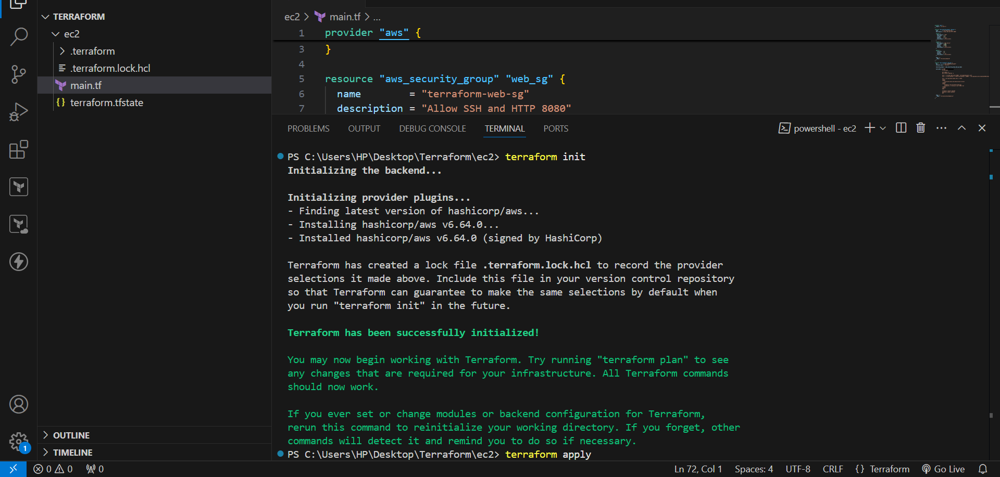 TERRAFORM
ec2
.terraform
.terraform.lock.hcl
main.tf
terraform.tfstate
OUTLINE
TIMELINE
1
ec2 > main.tf > ...
1 provider "aws" {
3 }
4
5 resource "aws_security_group" "web_sg" {
6 name = "terraform-web-sg"
7 description = "Allow SSH and HTTP 8080"
PROBLEMS OUTPUT DEBUG CONSOLE TERMINAL PORTS powershell - ec2
PS C:\Users\HP\Desktop\Terraform\ec2> terraform init
Initializing the backend...
Initializing provider plugins...
- Finding latest version of hashicorp/aws...
- Installing hashicorp/aws v6.64.0...
- Installed hashicorp/aws v6.64.0 (signed by HashiCorp)
Terraform has created a lock file .terraform.lock.hcl to record the provider
selections it made above. Include this file in your version control repository
so that Terraform can guarantee to make the same selections by default when
you run "terraform init" in the future.
Terraform has been successfully initialized!
You may now begin working with Terraform. Try running "terraform plan" to see
any changes that are required for your infrastructure. All Terraform commands
should now work.
If you ever set or change modules or backend configuration for Terraform,
rerun this command to reinitialize your working directory. If you forget, other
commands will detect it and remind you to do so if necessary.
PS C:\Users\HP\Desktop\Terraform\ec2> terraform apply
0 0 0 Ln 72, Col 1 Spaces: 4 UTF-8 CRLF {} Terraform Go Live